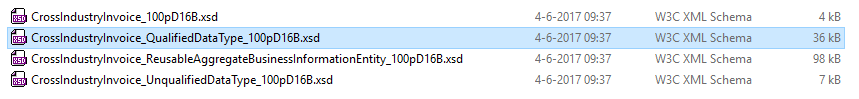 CrossIndustryInvoice_100pD16B.xsd 4-6-2017 09:37 W3C XML Schema 4 kB
CrossIndustryInvoice_QualifiedDataType_100pD16B.xsd 4-6-2017 09:37 W3C XML Schema 36 kB
CrossIndustryInvoice_ReusableAggregateBusinessInformationEntity_100pD16B.xsd 4-6-2017 09:37 W3C XML Schema 98 kB
CrossIndustryInvoice_UnqualifiedDataType_100pD16B.xsd 4-6-2017 09:37 W3C XML Schema 7 kB